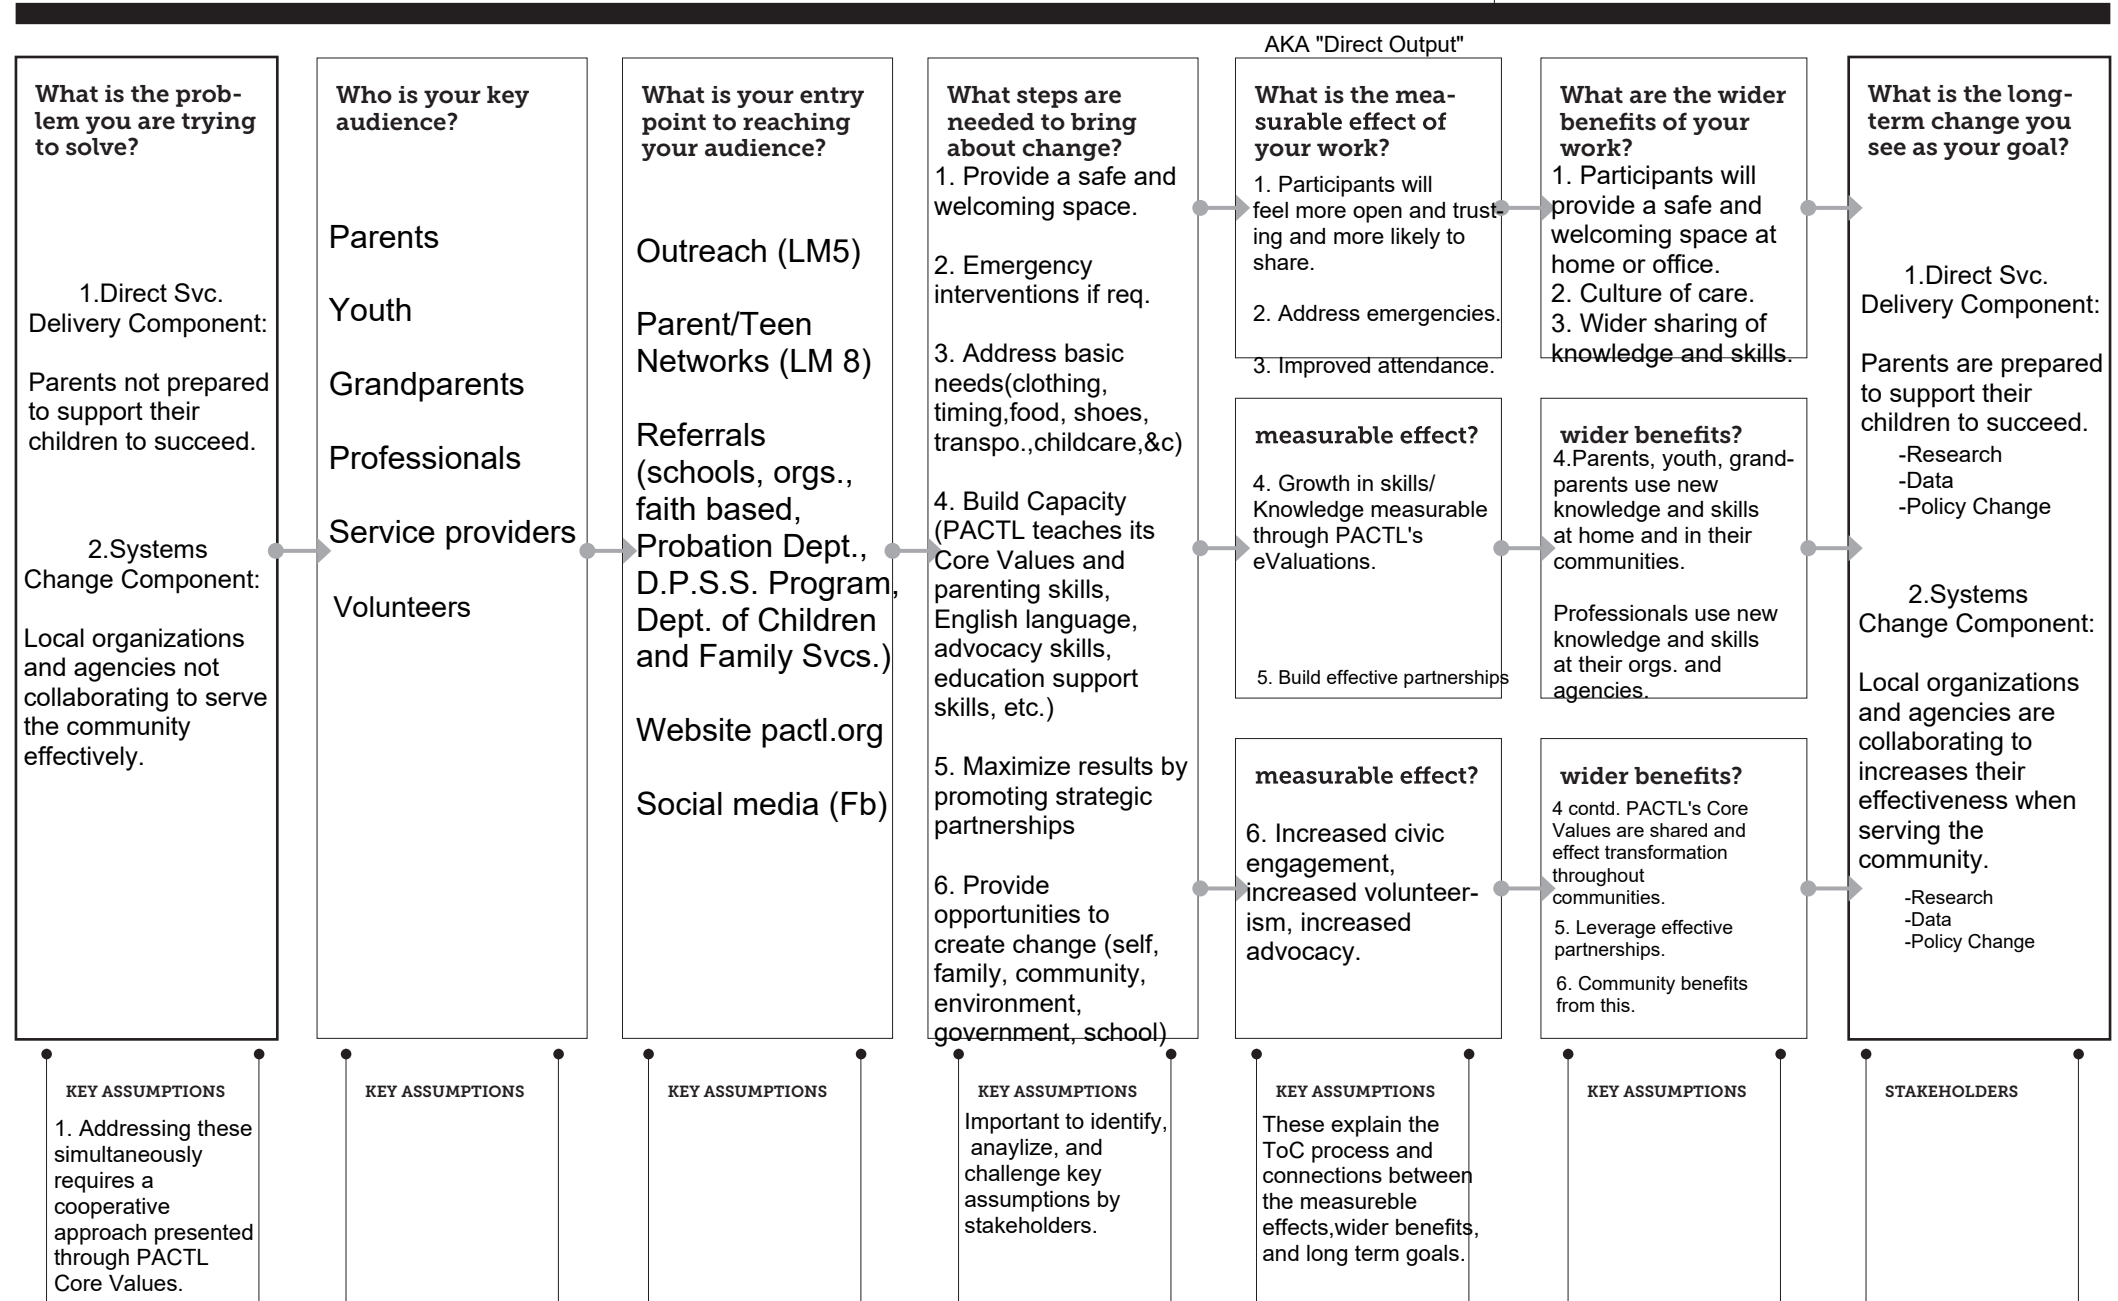 AKA "Direct Output"
What is the prob-
lem you are trying
to solve?
1.Direct Svc.
Delivery Component:
Parents not prepared
to support their
children to succeed.
2.Systems
Change Component:
Local organizations
and agencies not
collaborating to serve
the community
effectively.
Who is your key
audience?
Parents
Youth
Grandparents
Professionals
Service providers
Volunteers
What is your entry
point to reaching
your audience?
Outreach (LM5)
Parent/Teen
Networks (LM 8)
Referrals
(schools, orgs.,
faith based,
Probation Dept.,
D.P.S.S. Program,
Dept. of Children
and Family Svcs.)
Website pactl.org
Social media (Fb)
What steps are
needed to bring
about change?
1. Provide a safe and
welcoming space.
2. Emergency
interventions if req.
3. Address basic
needs(clothing,
timing,food, shoes,
transpo.,childcare,&c)
4. Build Capacity
(PACTL teaches its
Core Values and
parenting skills,
English language,
advocacy skills,
education support
skills, etc.)
5. Maximize results by
promoting strategic
partnerships
6. Provide
opportunities to
create change (self,
family, community,
environment,
government, school)
What is the mea-
surable effect of
your work?
1. Participants will
feel more open and trust-
ing and more likely to
share.
2. Address emergencies.
3. Improved attendance.
measurable effect?
4. Growth in skills/
Knowledge measurable
through PACTL's
eValuations.
5. Build effective partnerships
measurable effect?
6. Increased civic
engagement,
increased volunteer-
ism, increased
advocacy.
What are the wider
benefits of your
work?
1. Participants will
provide a safe and
welcoming space at
home or office.
2. Culture of care.
3. Wider sharing of
knowledge and skills.
wider benefits?
4.Parents, youth, grand-
parents use new
knowledge and skills
at home and in their
communities.
Professionals use new
knowledge and skills
at their orgs. and
agencies.
wider benefits?
4 contd. PACTL's Core
Values are shared and
effect transformation
throughout
communities.
5. Leverage effective
partnerships.
6. Community benefits
from this.
What is the long-
term change you
see as your goal?
1.Direct Svc.
Delivery Component:
Parents are prepared
to support their
children to succeed.
-Research
-Data
-Policy Change
2.Systems
Change Component:
Local organizations
and agencies are
collaborating to
increases their
effectiveness when
serving the
community.
-Research
-Data
-Policy Change
KEY ASSUMPTIONS
1. Addressing these
simultaneously
requires a
cooperative
approach presented
through PACTL
Core Values.
KEY ASSUMPTIONS
KEY ASSUMPTIONS
KEY ASSUMPTIONS
Important to identify,
anaylize, and
challenge key
assumptions by
stakeholders.
KEY ASSUMPTIONS
These explain the
ToC process and
connections between
the measureble
effects,wider benefits,
and long term goals.
KEY ASSUMPTIONS
STAKEHOLDERS